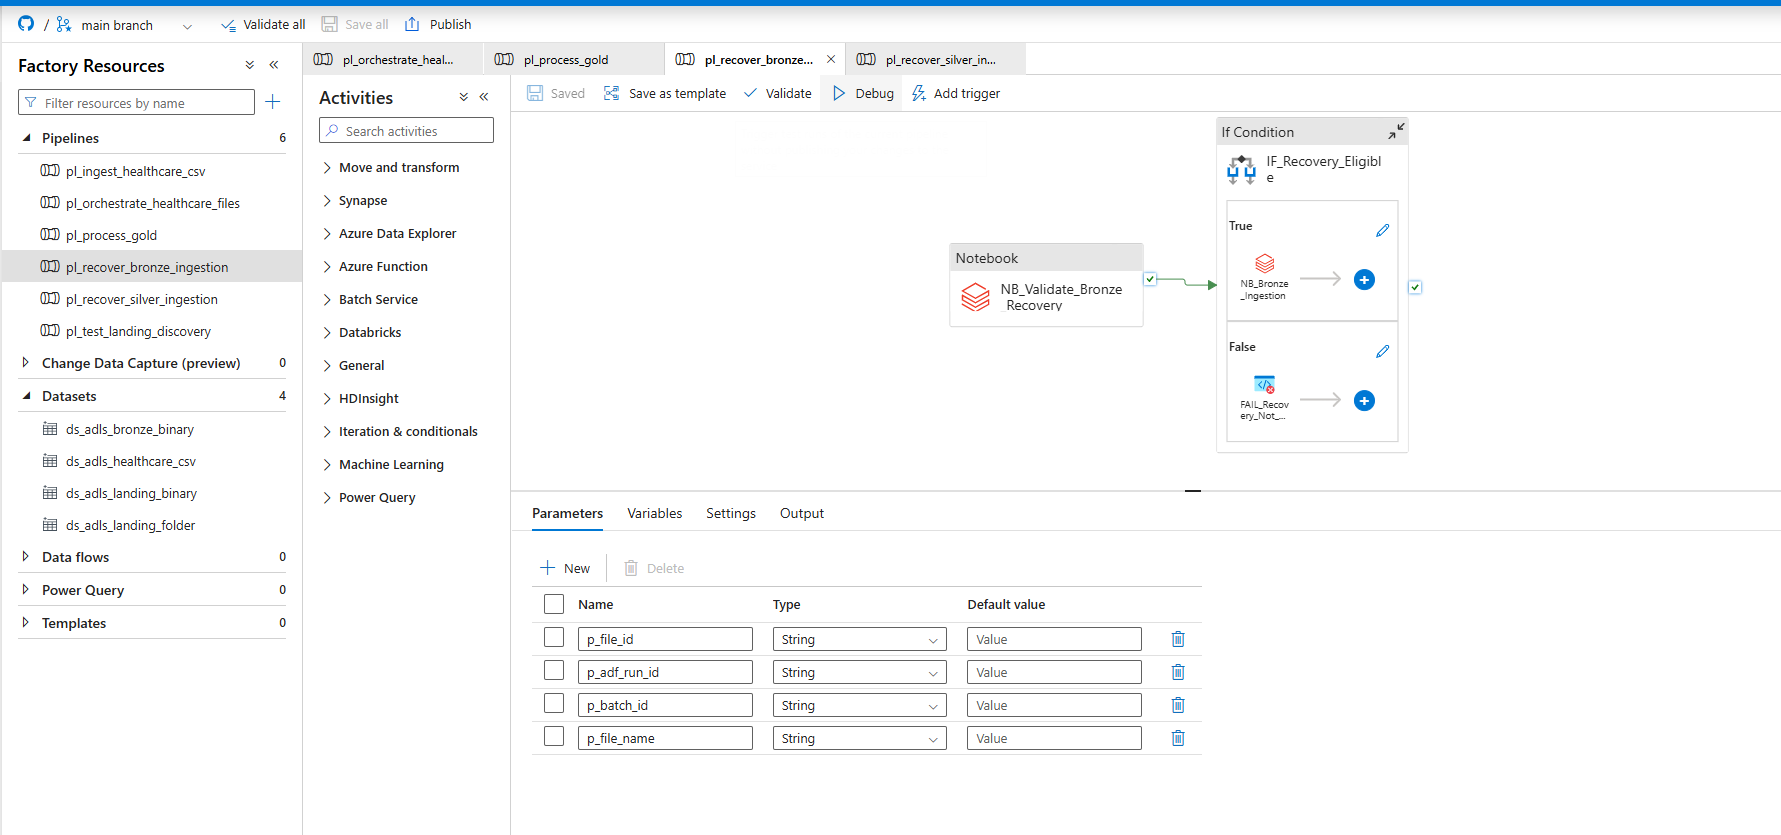 / main branch
Validate all
Save all
Publish
Factory Resources
Filter resources by name
Pipelines 6
pl_ingest_healthcare_csv
pl_orchestrate_healthcare_files
pl_process_gold
pl_recover_bronze_ingestion
pl_recover_silver_ingestion
pl_test_landing_discovery
Change Data Capture (preview) 0
Datasets 4
ds_adls_bronze_binary
ds_adls_healthcare_csv
ds_adls_landing_binary
ds_adls_landing_folder
Data flows 0
Power Query 0
Templates 0
pl_orchestrate_heal...
pl_process_gold
pl_recover_bronze...
pl_recover_silver_in...
Activities
Search activities
Move and transform
Synapse
Azure Data Explorer
Azure Function
Batch Service
Databricks
General
HDInsight
Iteration & conditionals
Machine Learning
Power Query
Saved
Save as template
Validate
Debug
Add trigger
Notebook
NB_Validate_Bronze
_Recovery
If Condition
IF_Recovery_Eligibl
e
True
NB_Bronze
_Ingestion
False
FAIL_Recov
ery_Not_...
Parameters
Variables
Settings
Output
New
Delete
Name Type Default value
p_file_id String Value
p_adf_run_id String Value
p_batch_id String Value
p_file_name String Value